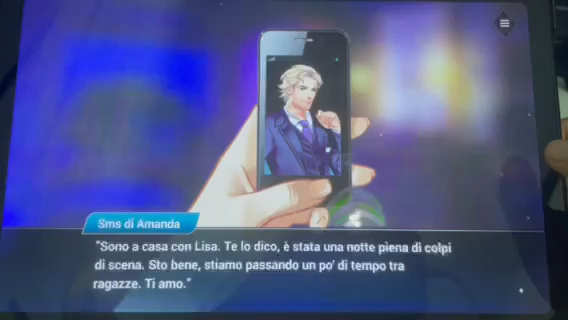 Sms di Amanda
"Sono a casa con Lisa. Te lo dico, è stata una notte piena di colpi
di scena. Sto bene, stiamo passando un po' di tempo tra
ragazze. Ti amo."